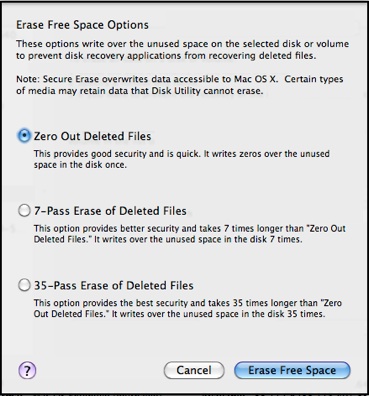 Erase Free Space Options
These options write over the unused space on the selected disk or volume
to prevent disk recovery applications from recovering deleted files.
Note: Secure Erase overwrites data accessible to Mac OS X. Certain types
of media may retain data that Disk Utility cannot erase.
Zero Out Deleted Files
This provides good security and is quick. It writes zeros over the unused
space in the disk once.
7-Pass Erase of Deleted Files
This option provides better security and takes 7 times longer than "Zero Out
Deleted Files." It writes over the unused space in the disk 7 times.
35-Pass Erase of Deleted Files
This option provides the best security and takes 35 times longer than "Zero
Out Deleted Files." It writes over the unused space in the disk 35 times.
? Cancel Erase Free Space